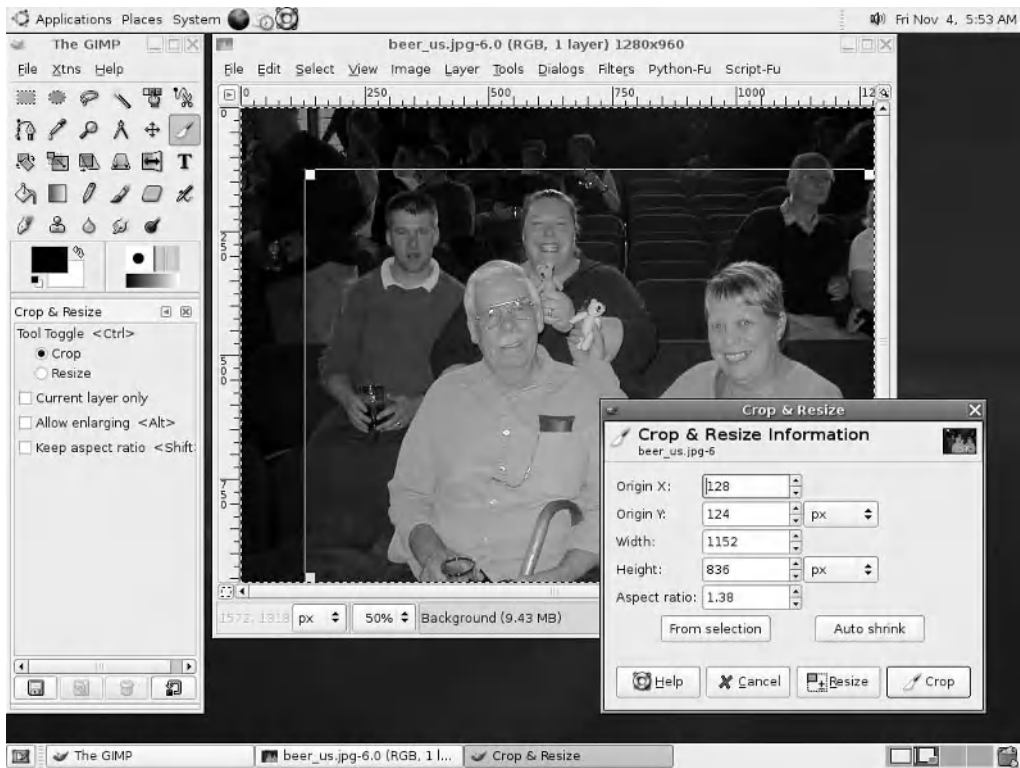 Applications Places System
Fri Nov 4, 5:53 AM
The GIMP
File Xtns Help
T
Crop & Resize
Tool Toggle <Ctrl>
Crop
Resize
Current layer only
Allow enlarging <Alt>
Keep aspect ratio <Shift
beer_us.jpg-6.0 (RGB, 1 layer) 1280x960
File Edit Select View Image Layer Tools Dialogs Filters Python-Fu Script-Fu
0 250 500 750 1000 12
0
250
500
750
1572, 1318 px 50% Background (9.43 MB)
Crop & Resize
Crop & Resize Information
beer_us.jpg-6
Origin X: 128
Origin Y: 124 px
Width: 1152
Height: 836 px
Aspect ratio: 1.38
From selection Auto shrink
Help Cancel Resize Crop
The GIMP
beer_us.jpg-6.0 (RGB, 1 l...
Crop & Resize